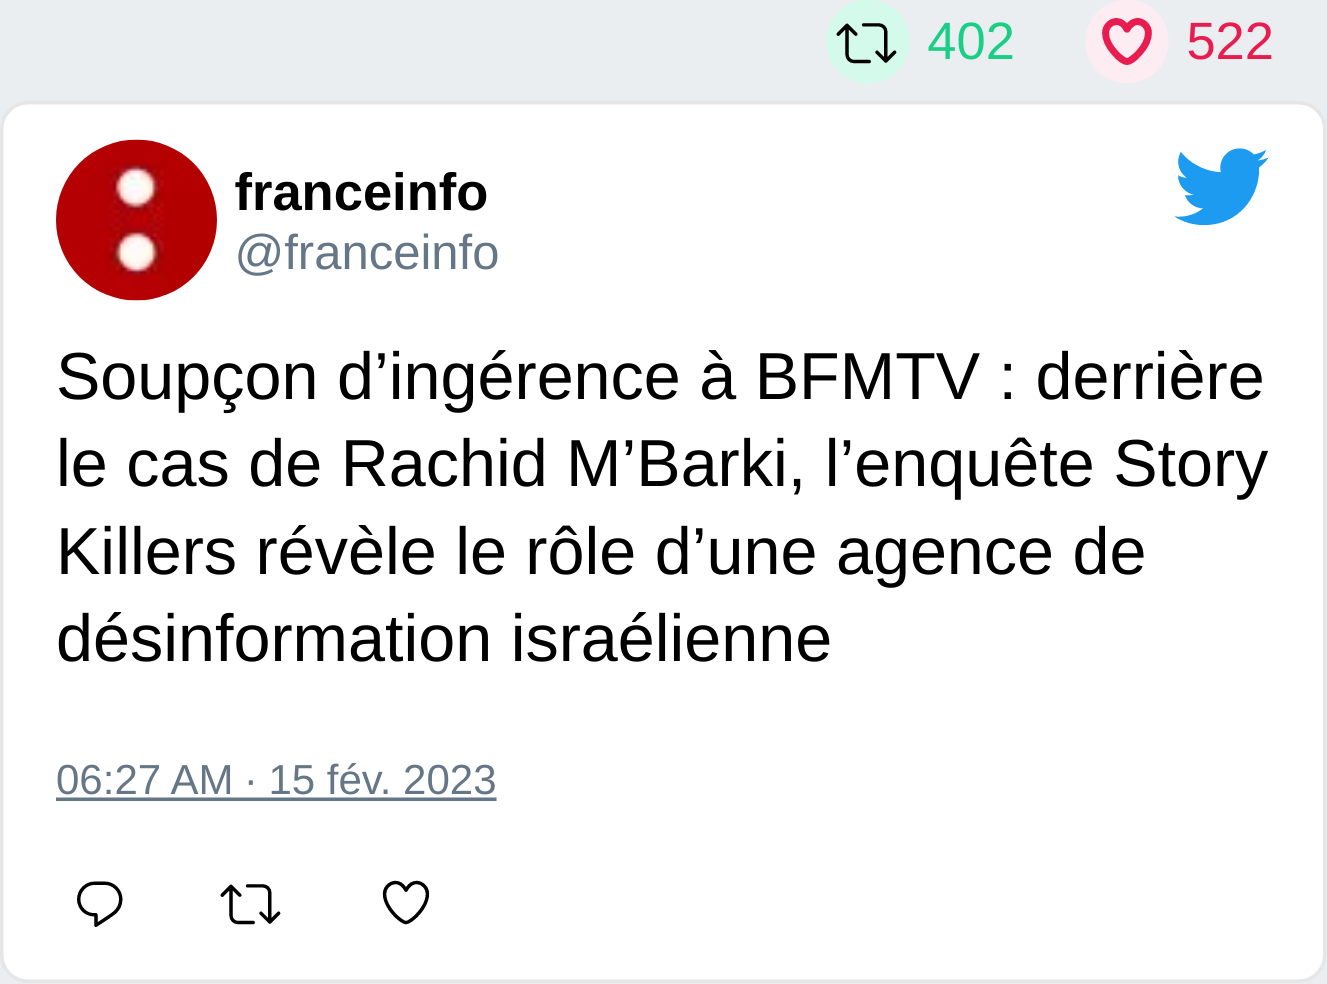 402 522
franceinfo
@franceinfo
Soupçon d’ingérence à BFMTV : derrière
le cas de Rachid M’Barki, l’enquête Story
Killers révèle le rôle d’une agence de
désinformation israélienne
06:27 AM · 15 fév. 2023